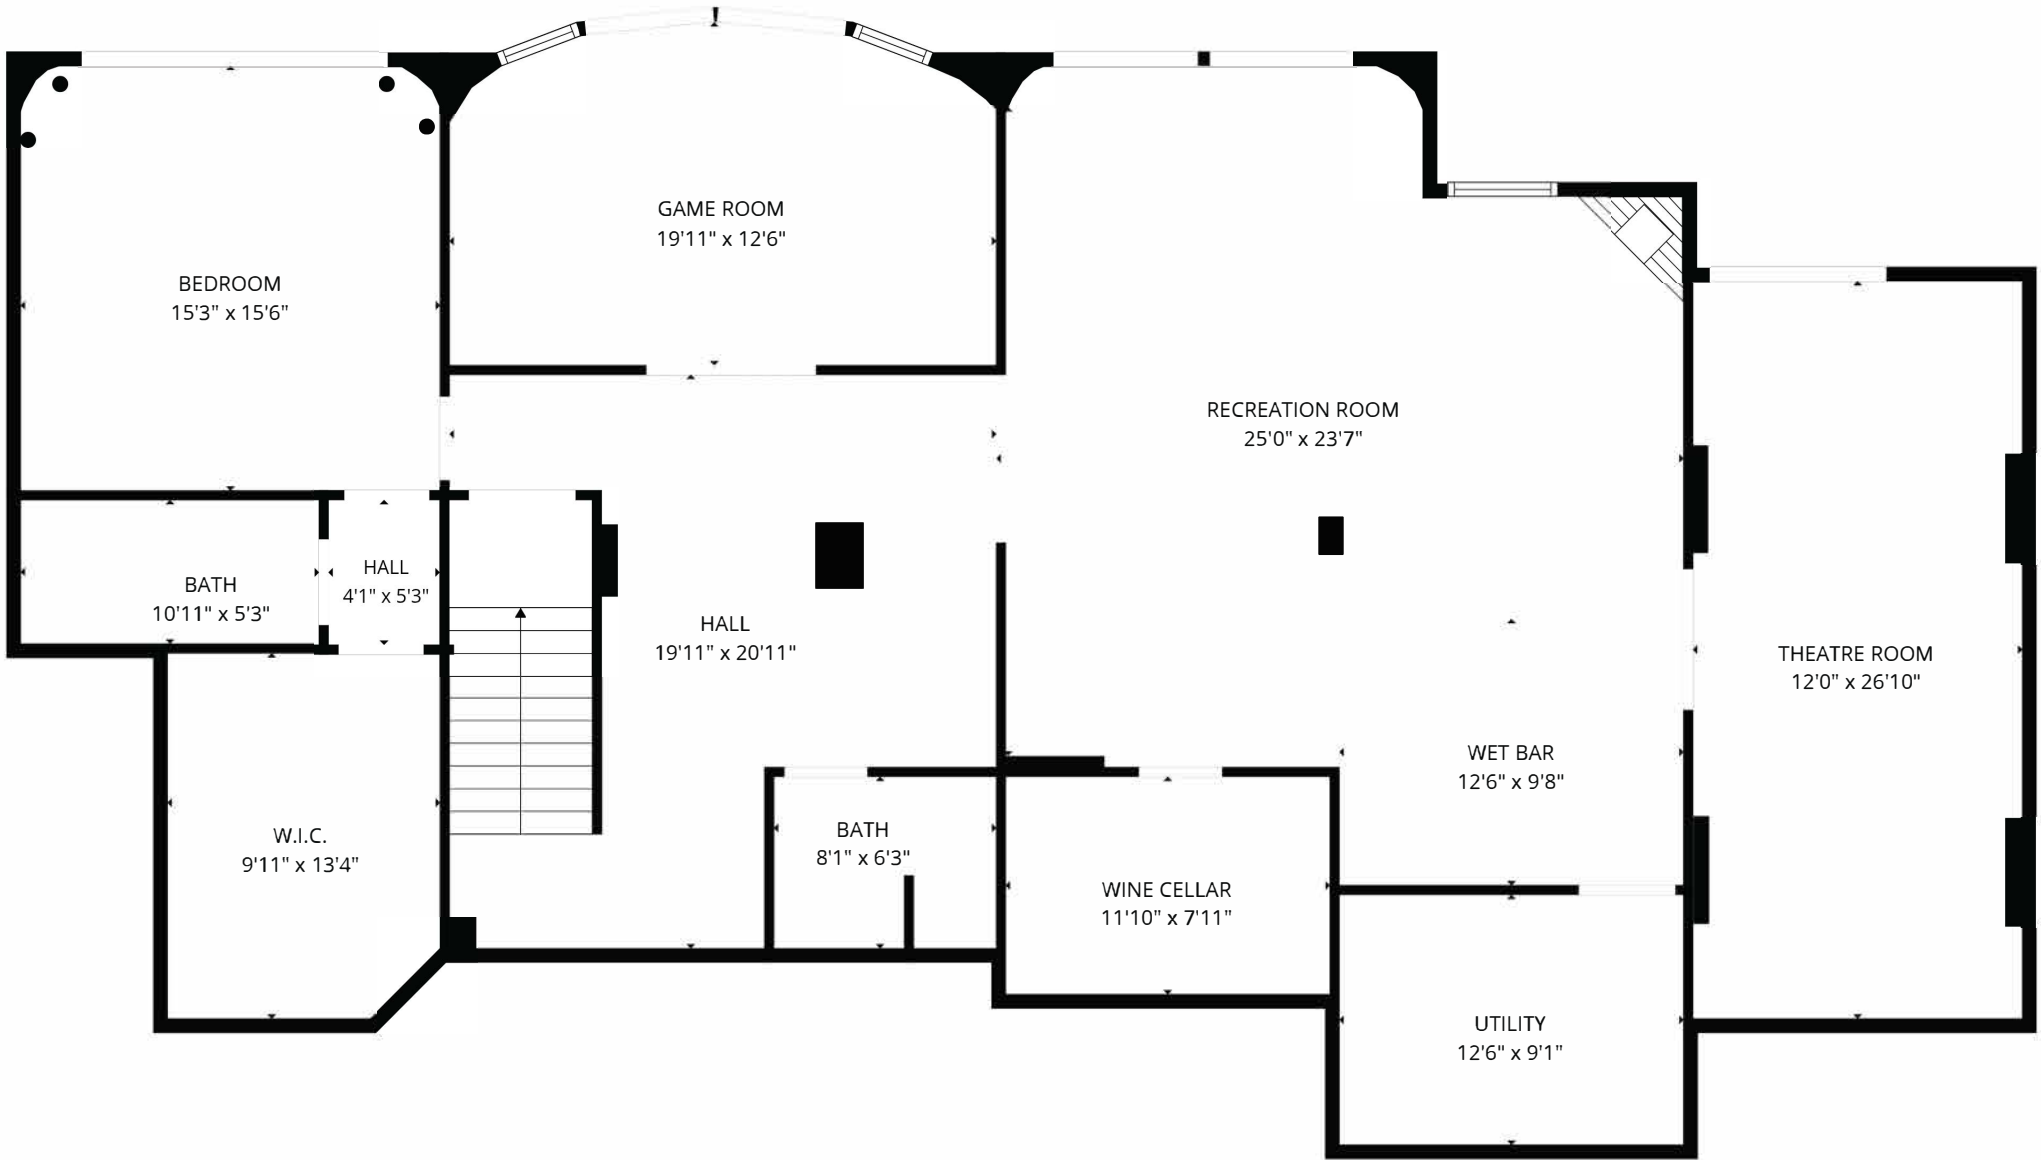 GAME ROOM
19'11" x 12'6"
BEDROOM
15'3" x 15'6"
RECREATION ROOM
25'0" x 23'7"
HALL
4'1" x 5'3"
BATH
10'11" x 5'3"
HALL
19'11" x 20'11"
THEATRE ROOM
12'0" x 26'10"
WET BAR
12'6" x 9'8"
W.I.C.
9'11" x 13'4"
BATH
8'1" x 6'3"
WINE CELLAR
11'10" x 7'11"
UTILITY
12'6" x 9'1"